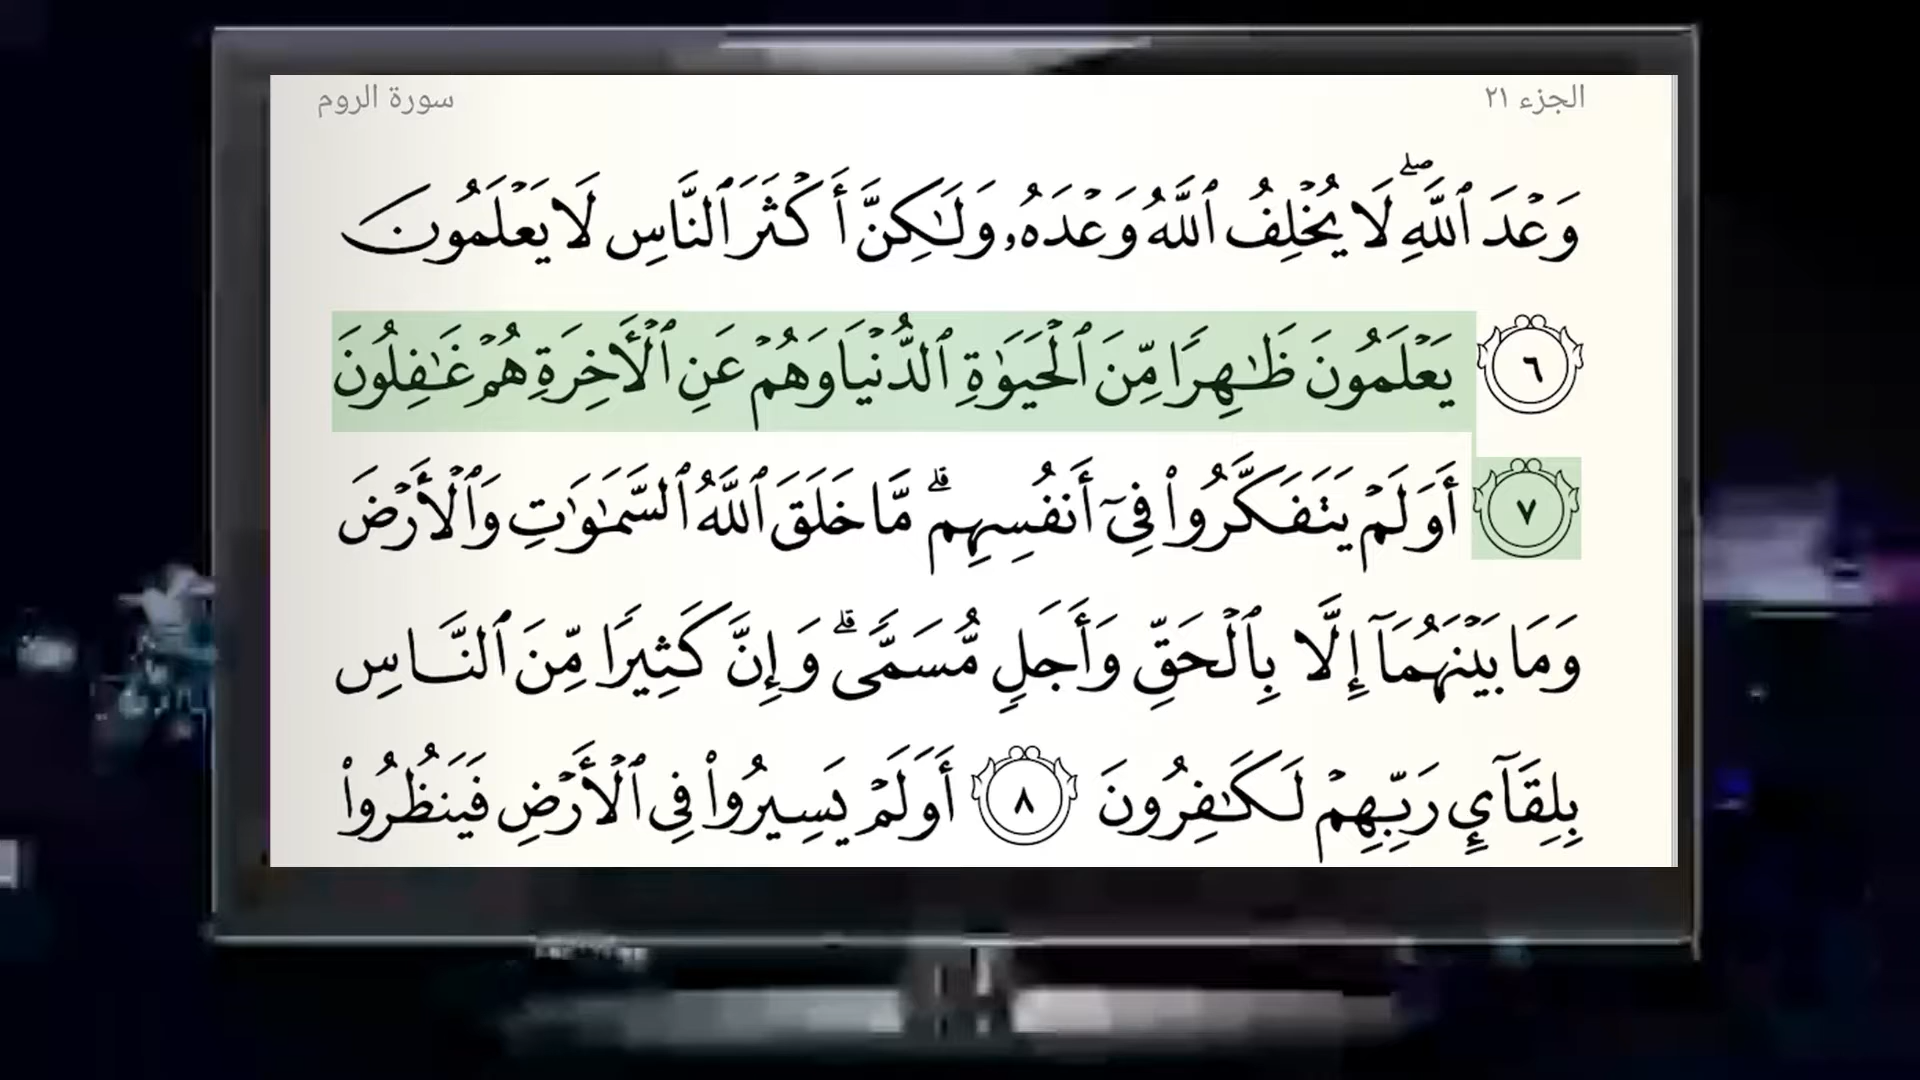 الجزء ٢١
سورة الروم
وَعْدَ ٱللَّهِ ۖ لَا يُخْلِفُ ٱللَّهُ وَعْدَهُۥ وَلَٰكِنَّ أَكْثَرَ ٱلنَّاسِ لَا يَعْلَمُونَ
٦ يَعْلَمُونَ ظَٰهِرًا مِّنَ ٱلْحَيَوٰةِ ٱلدُّنْيَا وَهُمْ عَنِ ٱلْأَخِرَةِ هُمْ غَٰفِلُونَ
٧ أَوَلَمْ يَتَفَكَّرُوا۟ فِىٓ أَنفُسِهِم ۗ مَّا خَلَقَ ٱللَّهُ ٱلسَّمَٰوَٰتِ وَٱلْأَرْضَ
وَمَا بَيْنَهُمَآ إِلَّا بِٱلْحَقِّ وَأَجَلٍ مُّسَمًّى ۗ وَإِنَّ كَثِيرًا مِّنَ ٱلنَّاسِ
بِلِقَآئِ رَبِّهِمْ لَكَٰفِرُونَ ٨ أَوَلَمْ يَسِيرُوا۟ فِى ٱلْأَرْضِ فَيَنظُرُوا۟